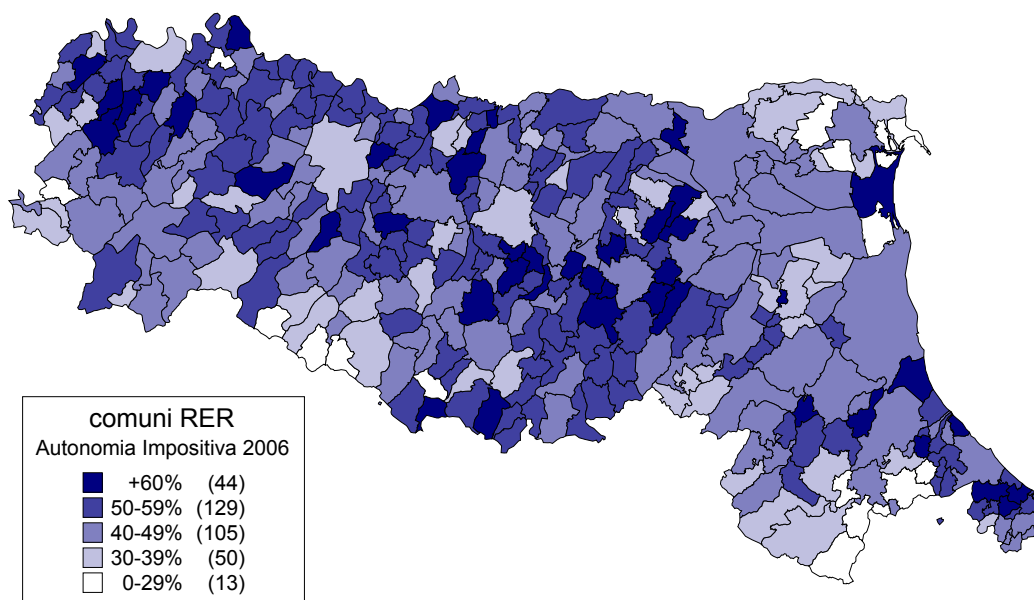 comuni RER
Autonomia Impositiva 2006
+60% (44)
50-59% (129)
40-49% (105)
30-39% (50)
0-29% (13)